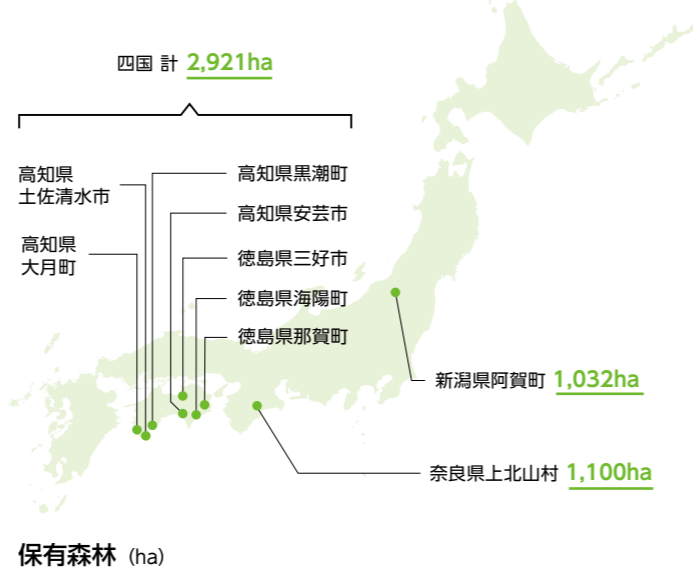 四国 計 2,921ha
高知県
土佐清水市
高知県
大月町
高知県黒潮町
高知県安芸市
徳島県三好市
徳島県海陽町
徳島県那賀町
新潟県阿賀町 1,032ha
奈良県上北山村 1,100ha
保有森林 (ha)